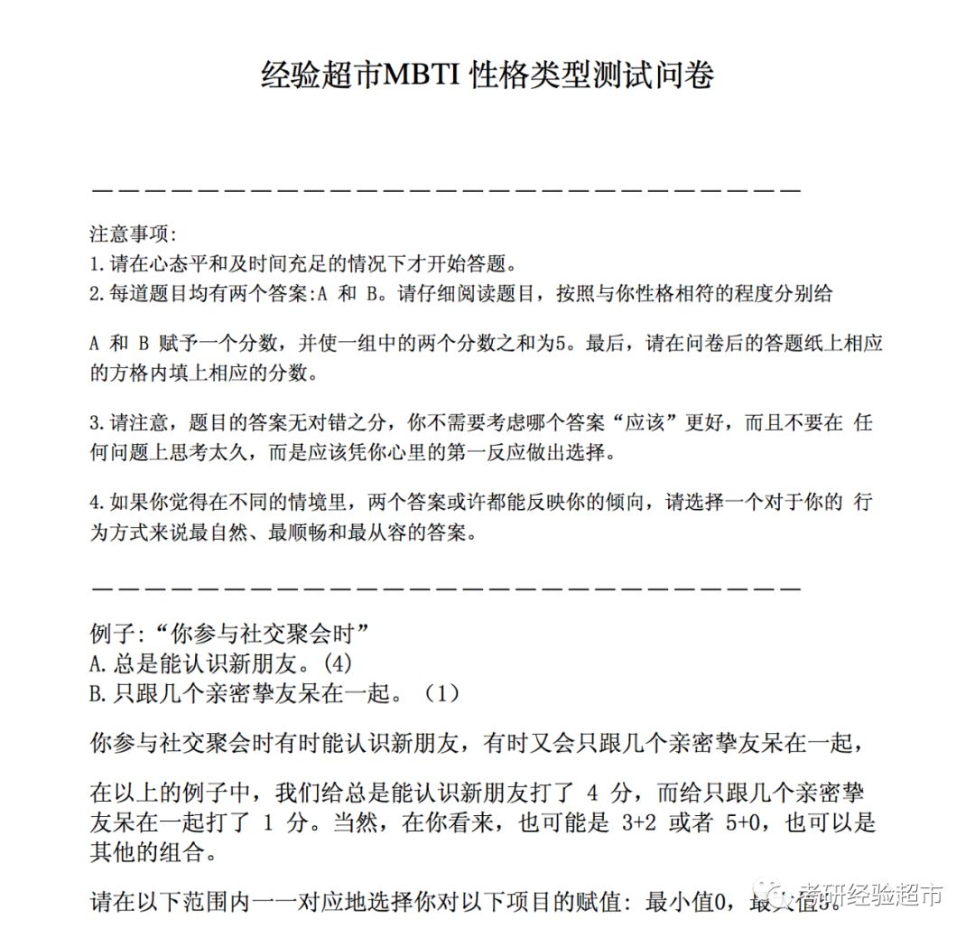 经验超市MBTI 性格类型测试问卷
注意事项:
1.请在心态平和及时间充足的情况下才开始答题。
2.每道题目均有两个答案:A 和 B。请仔细阅读题目，按照与你性格相符的程度分别给
A 和 B 赋予一个分数，并使一组中的两个分数之和为5。最后，请在问卷后的答题纸上相应
的方格内填上相应的分数。
3.请注意，题目的答案无对错之分，你不需要考虑哪个答案“应该”更好，而且不要在 任
何问题上思考太久，而是应该凭你心里的第一反应做出选择。
4.如果你觉得在不同的情境里，两个答案或许都能反映你的倾向，请选择一个对于你的 行
为方式来说最自然、最顺畅和最从容的答案。
例子:“你参与社交聚会时”
A.总是能认识新朋友。(4)
B.只跟几个亲密挚友呆在一起。（1）
你参与社交聚会时有时能认识新朋友，有时又会只跟几个亲密挚友呆在一起，
在以上的例子中，我们给总是能认识新朋友打了 4 分，而给只跟几个亲密挚
友呆在一起打了 1 分。当然，在你看来，也可能是 3+2 或者 5+0，也可以是
其他的组合。
请在以下范围内一一对应地选择你对以下项目的赋值: 最小值0，最大值5。
考研经验超市